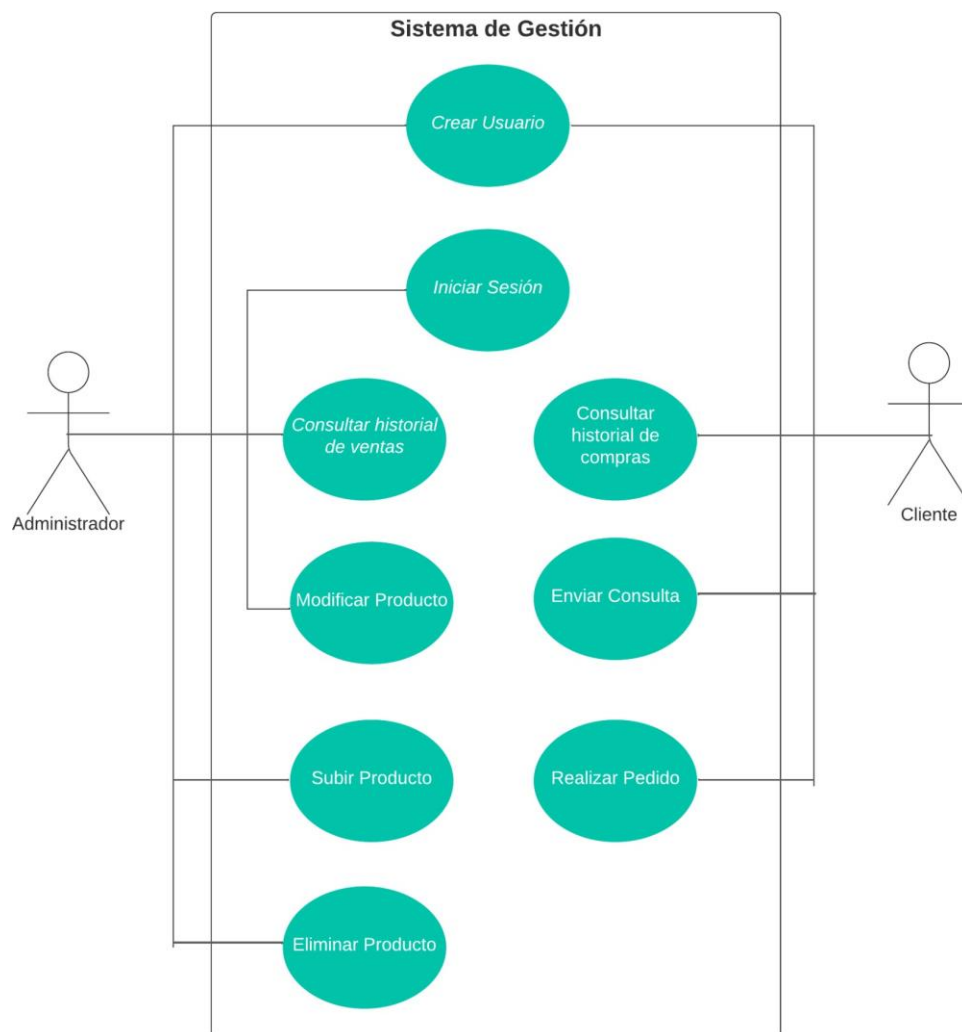 Sistema de Gestión
Crear Usuario
Iniciar Sesión
Consultar historial
de ventas
Consultar
historial de
compras
Administrador
Cliente
Modificar Producto
Enviar Consulta
Subir Producto
Realizar Pedido
Eliminar Producto